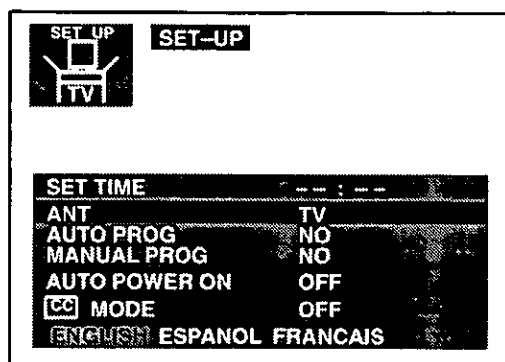 SET UP
TV
SET–UP
SET TIME -- : --
ANT TV
AUTO PROG NO
MANUAL PROG NO
AUTO POWER ON OFF
CC MODE OFF
ENGLISH ESPANOL FRANCAIS